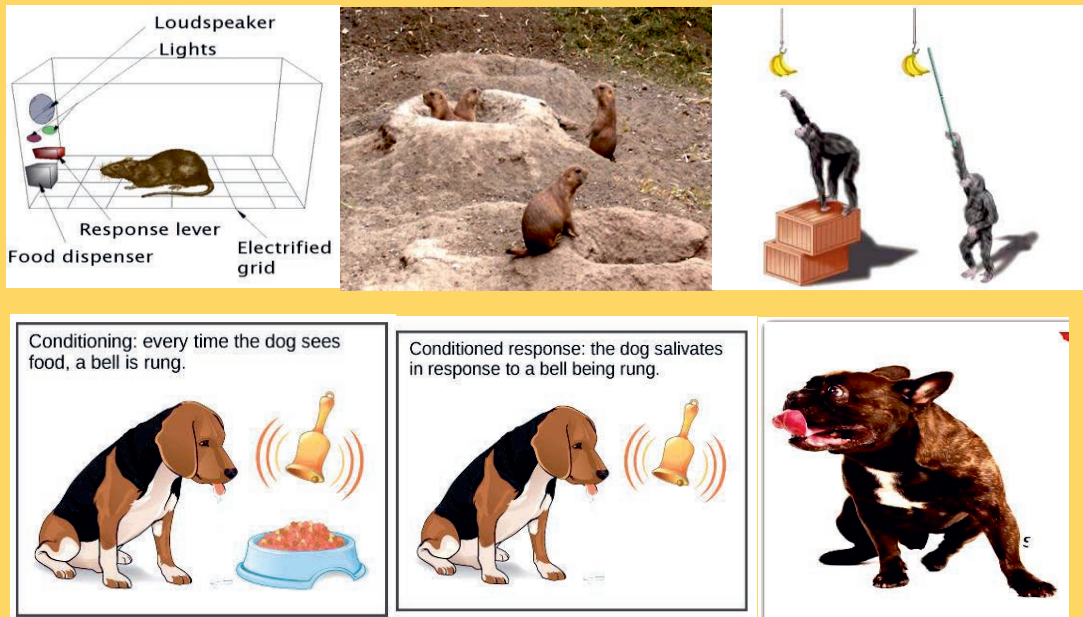 Loudspeaker
Lights
Response lever
Food dispenser
Electrified
grid
Conditioning: every time the dog sees
food, a bell is rung.
Conditioned response: the dog salivates
in response to a bell being rung.
s